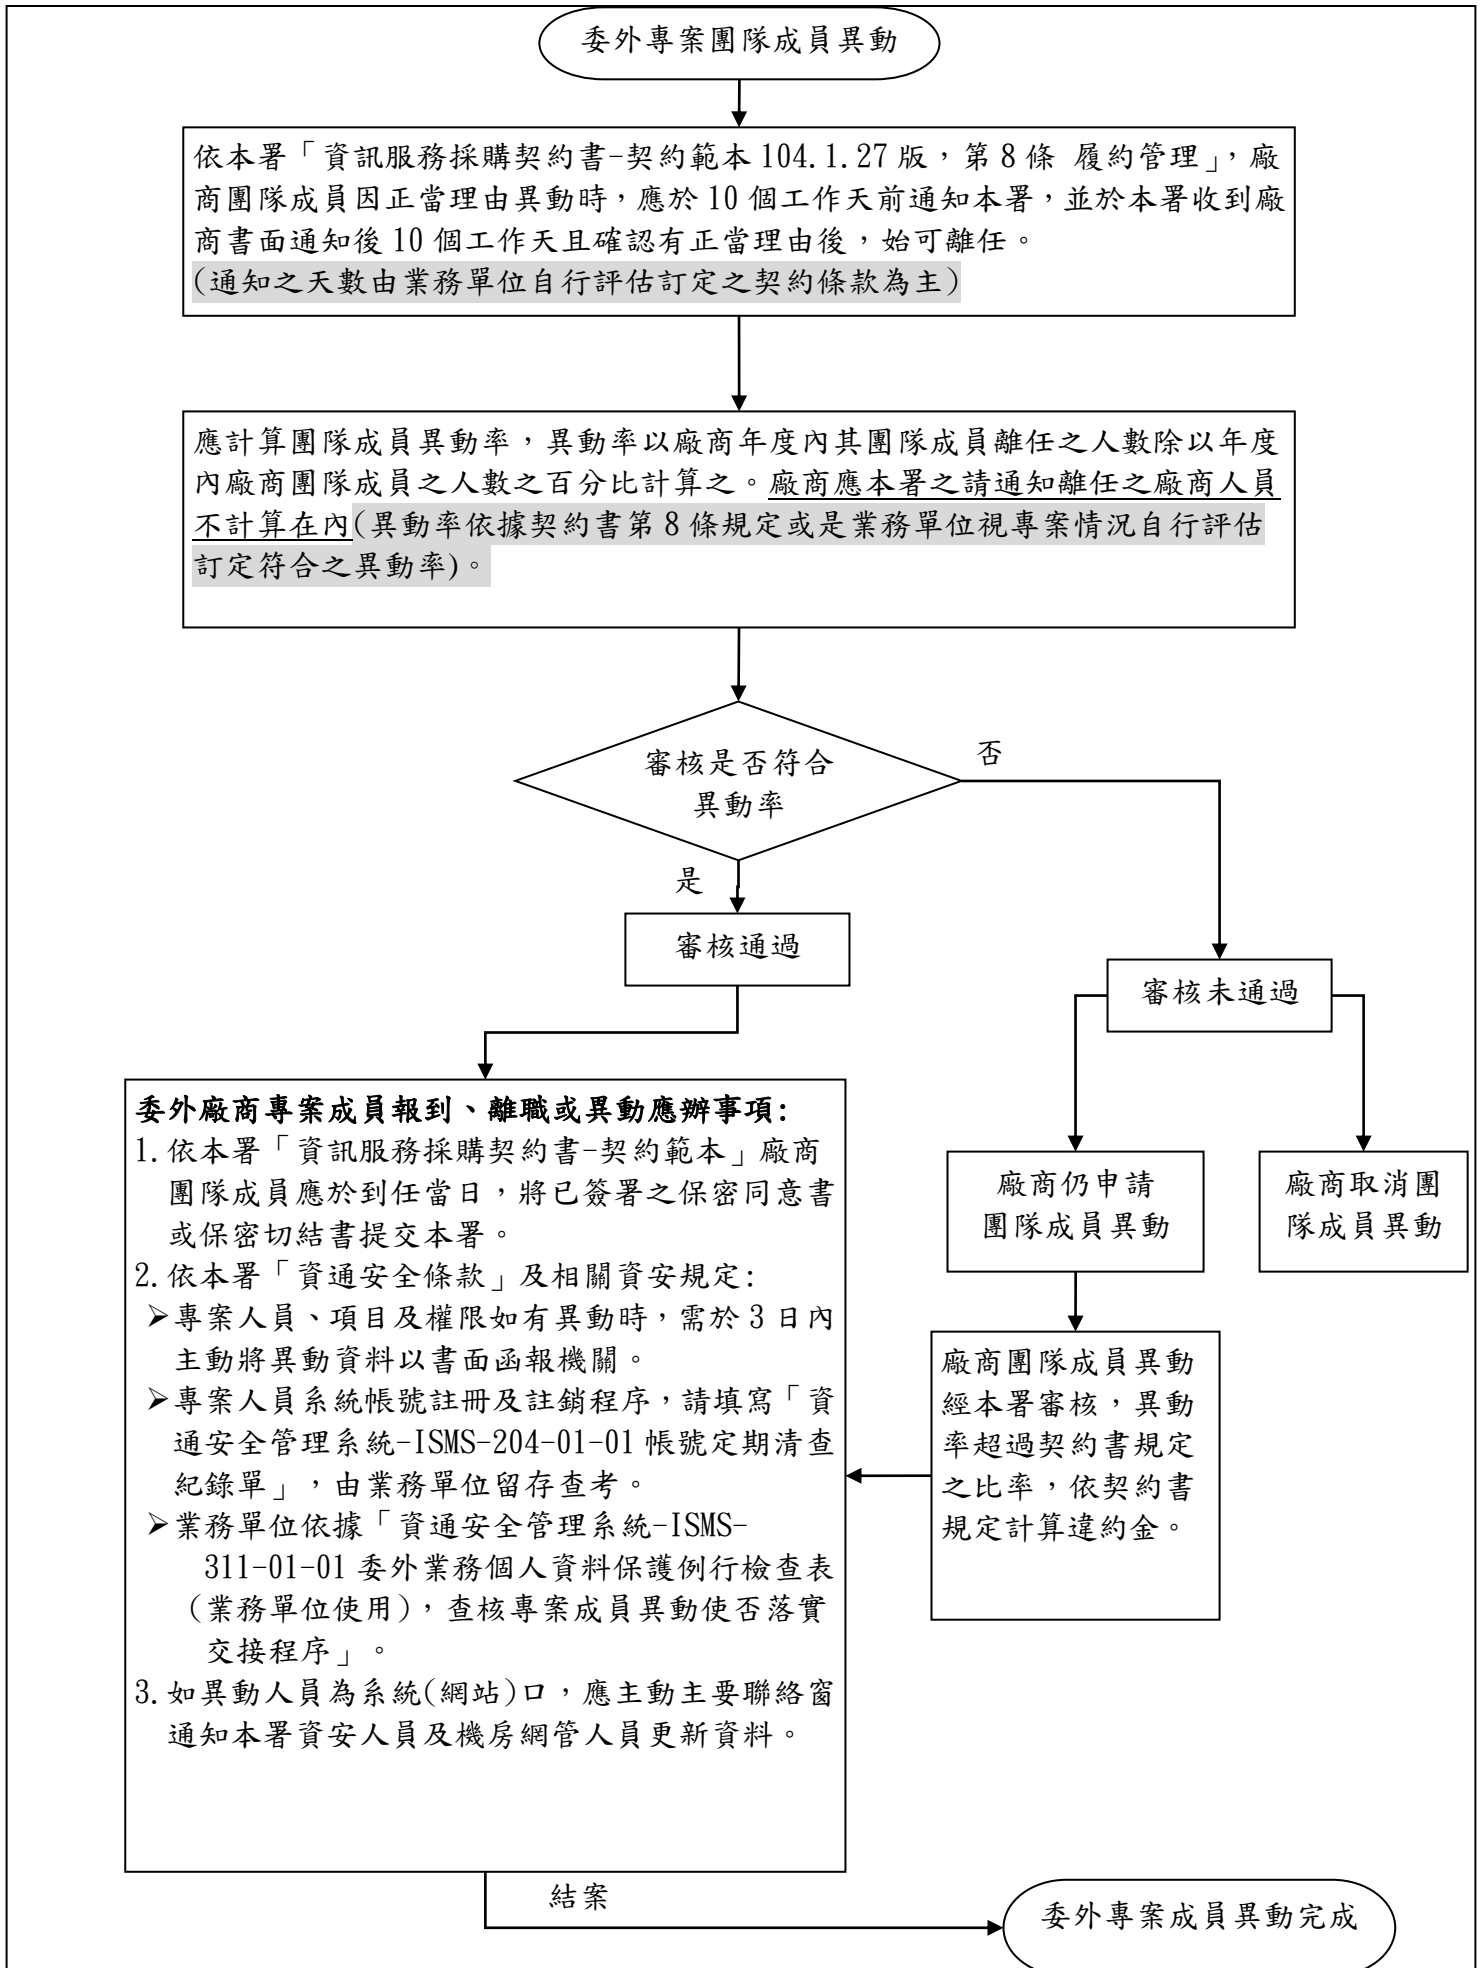 委外專案團隊成員異動
依本署「資訊服務採購契約書-契約範本 104.1.27 版，第 8 條 履約管理」，廠
商團隊成員因正當理由異動時，應於 10 個工作天前通知本署，並於本署收到廠
商書面通知後 10 個工作天且確認有正當理由後，始可離任。
(通知之天數由業務單位自行評估訂定之契約條款為主)
應計算團隊成員異動率，異動率以廠商年度內其團隊成員離任之人數除以年度
內廠商團隊成員之人數之百分比計算之。廠商應本署之請通知離任之廠商人員
不計算在內(異動率依據契約書第 8 條規定或是業務單位視專案情況自行評估
訂定符合之異動率)。
審核是否符合
異動率
否
是
審核通過
審核未通過
委外廠商專案成員報到、離職或異動應辦事項:
1. 依本署「資訊服務採購契約書-契約範本」廠商
團隊成員應於到任當日，將已簽署之保密同意書
或保密切結書提交本署。
2. 依本署「資通安全條款」及相關資安規定:
➢專案人員、項目及權限如有異動時，需於 3 日內
主動將異動資料以書面函報機關。
➢專案人員系統帳號註冊及註銷程序，請填寫「資
通安全管理系統-ISMS-204-01-01 帳號定期清查
紀錄單」，由業務單位留存查考。
➢業務單位依據「資通安全管理系統-ISMS-
311-01-01 委外業務個人資料保護例行檢查表
(業務單位使用)，查核專案成員異動使否落實
交接程序」。
3. 如異動人員為系統(網站)口，應主動主要聯絡窗
通知本署資安人員及機房網管人員更新資料。
廠商仍申請
團隊成員異動
廠商取消團
隊成員異動
廠商團隊成員異動
經本署審核，異動
率超過契約書規定
之比率，依契約書
規定計算違約金。
結案
委外專案成員異動完成